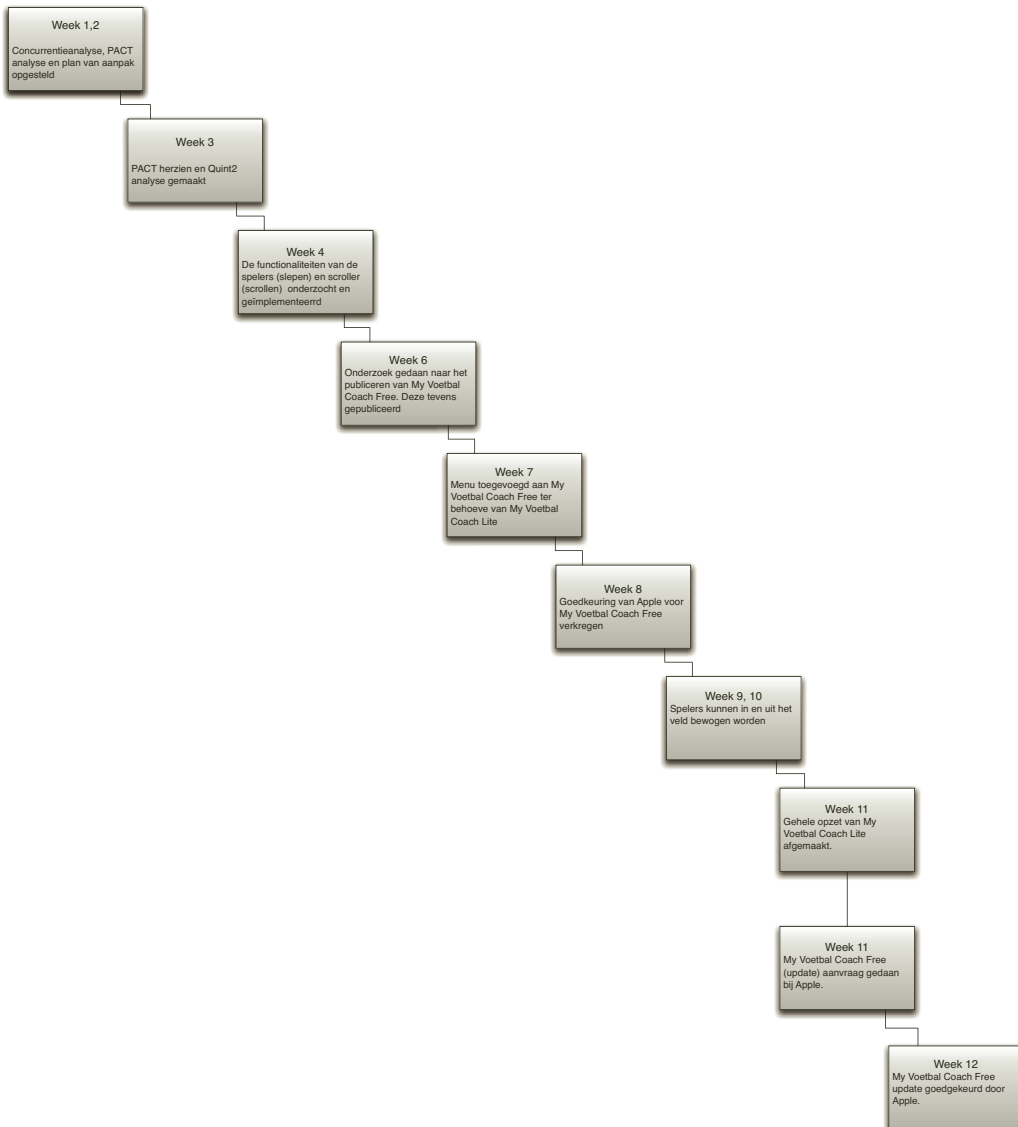 Week 1,2
Concurrentieanalyse, PACT
analyse en plan van aanpak
opgesteld
Week 3
PACT herzien en Quint2
analyse gemaakt
Week 4
De functionaliteiten van de
spelers (slepen) en scroller
(scrollen)  onderzocht en
geïmplementeerrd
Week 6
Onderzoek gedaan naar het
publiceren van My Voetbal
Coach Free. Deze tevens
gepubliceerd
Week 7
Menu toegevoegd aan My
Voetbal Coach Free ter
behoeve van My Voetbal
Coach Lite
Week 8
Goedkeuring van Apple voor
My Voetbal Coach Free
verkregen
Week 9, 10
Spelers kunnen in en uit het
veld bewogen worden
Week 11
Gehele opzet van My
Voetbal Coach Lite
afgemaakt.
Week 11
My Voetbal Coach Free
(update) aanvraag gedaan
bij Apple.
Week 12
My Voetbal Coach Free
update goedgekeurd door
Apple.